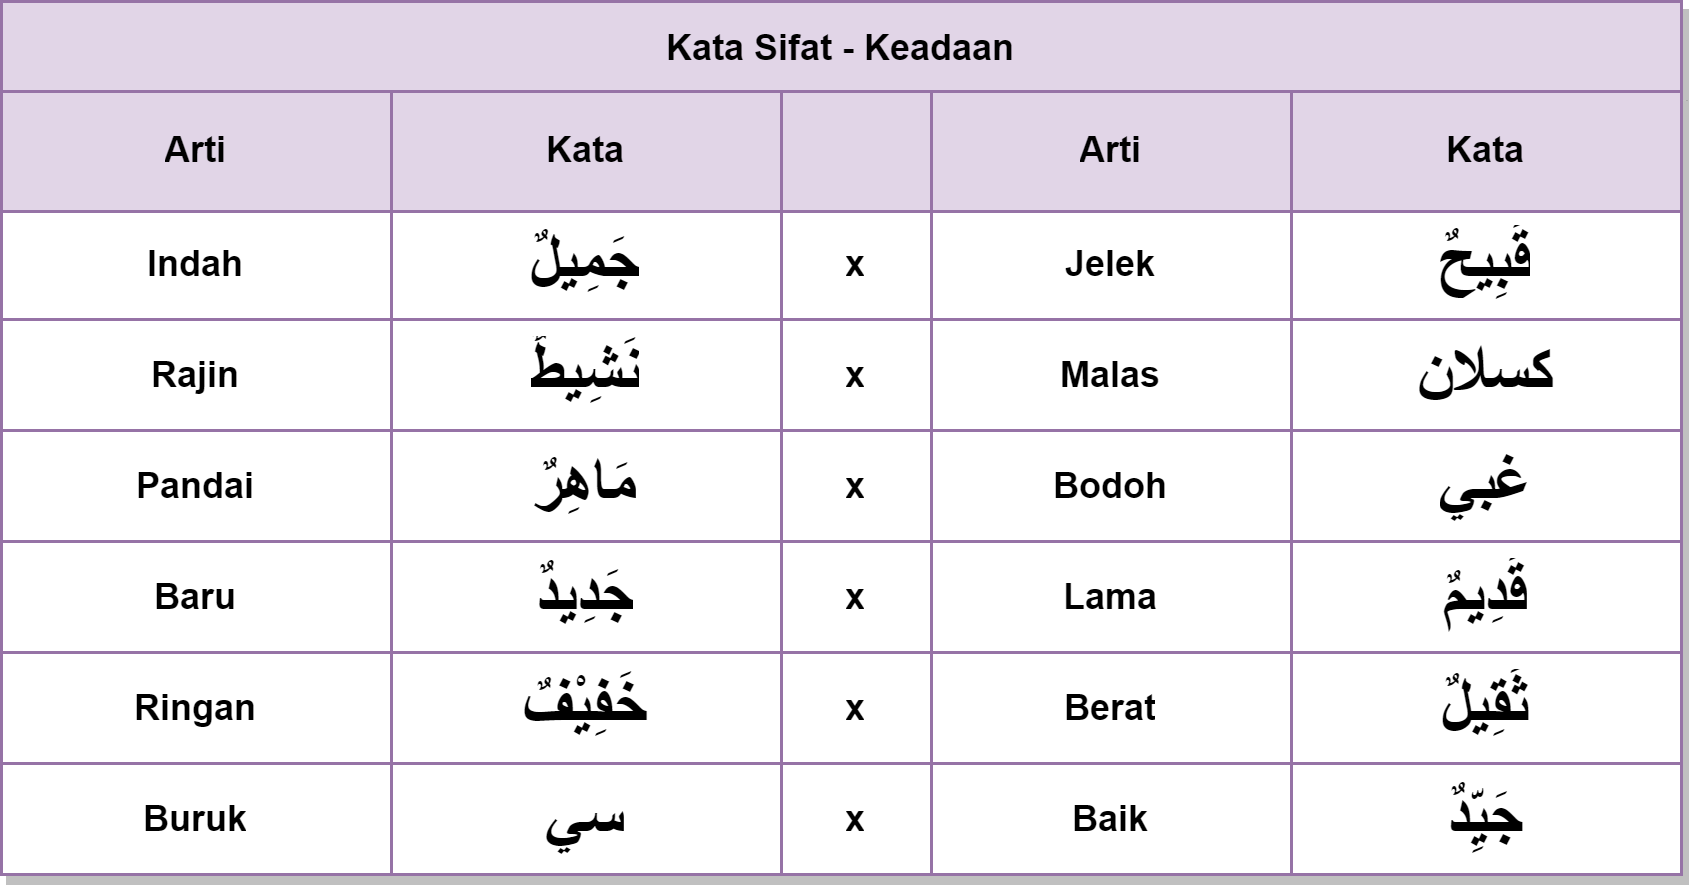 Kata Sifat - Keadaan
Arti Kata Arti Kata
Indah جَمِيلٌ x Jelek قَبِيحٌ
Rajin نَشِيطَ x Malas كسلان
Pandai مَاهِرٌ x Bodoh غبي
Baru جَدِيدٌ x Lama قَدِيمٌ
Ringan خَفِيْفٌ x Berat ثَقِيلٌ
Buruk سي x Baik جَيِّدٌ